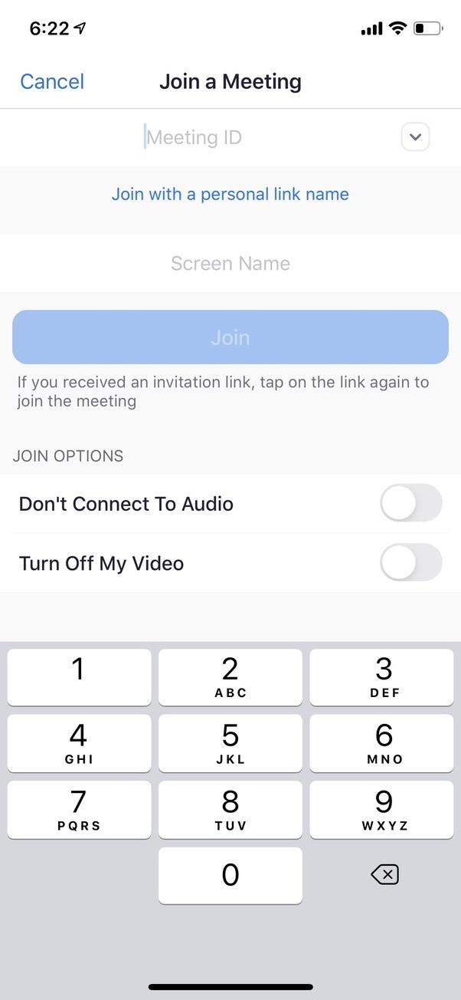 6:22
Cancel
Join a Meeting
Meeting ID
Join with a personal link name
Screen Name
Join
If you received an invitation link, tap on the link again to
join the meeting
JOIN OPTIONS
Don't Connect To Audio
Turn Off My Video
1
2
ABC
3
DEF
4
GHI
5
JKL
6
MNO
7
PQRS
8
TUV
9
WXYZ
0